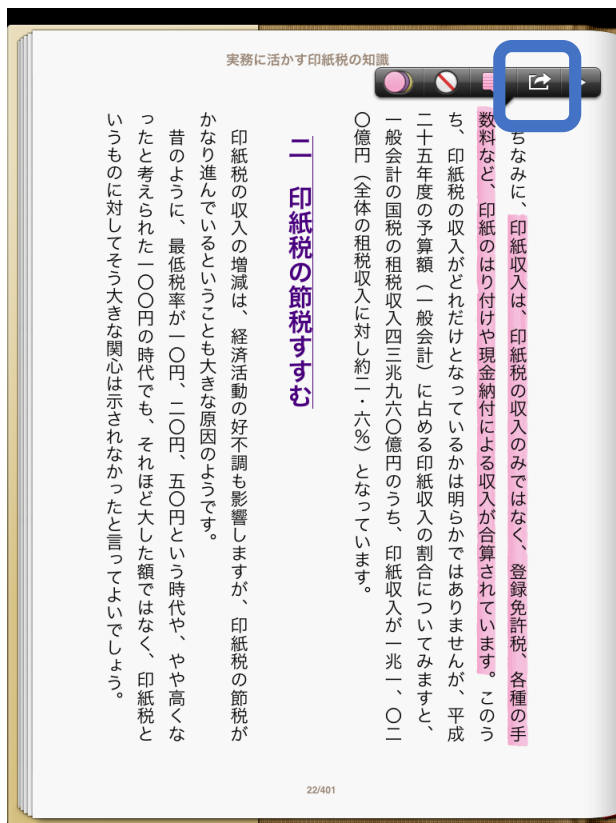 実務に活かす印紙税の知識
ちなみに、印紙収入は、印紙税の収入のみではなく、登録免許税、各種の手
数料など、印紙のはり付けや現金納付による収入が合算されています。このう
ち、印紙税の収入がどれだけとなっているかは明らかではありませんが、平成
二十五年度の予算額（一般会計）に占める印紙収入の割合についてみますと、
一般会計の国税の租税収入四三兆九六〇億円のうち、印紙収入が一兆一、〇二
〇億円（全体の租税収入に対し約二・六％）となっています。
二 印紙税の節税すすむ
印紙税の収入の増減は、経済活動の好不調も影響しますが、印紙税の節税が
かなり進んでいるということも大きな原因のようです。
昔のように、最低税率が一〇円、二〇円、五〇円という時代や、やや高くな
ったと考えられた一〇〇円の時代でも、それほど大した額ではなく、印紙税と
いうものに対してそう大きな関心は示されなかったと言ってよいでしょう。
22/401